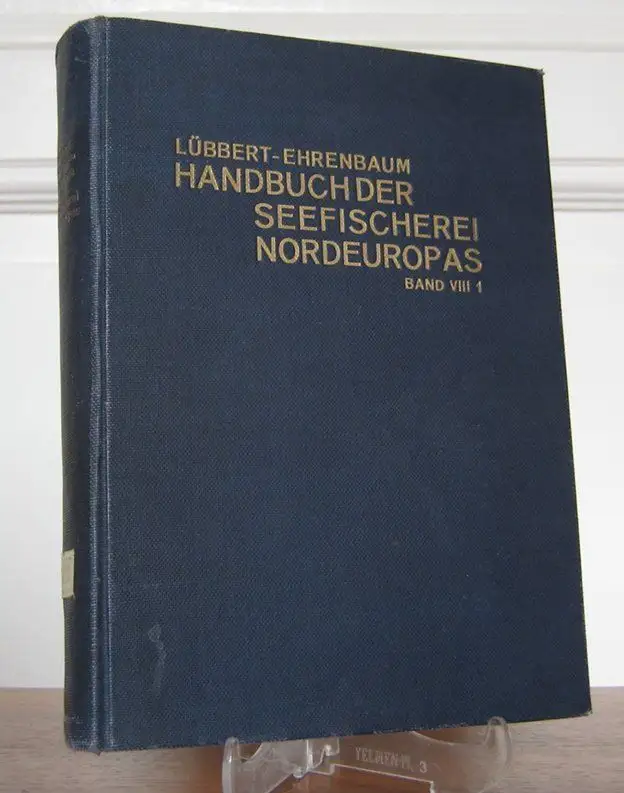 LÜBBERT-EHRENBAUM
HANDBUCH DER
SEEFISCHEREI
NORDEUROPAS
BAND VIII 1